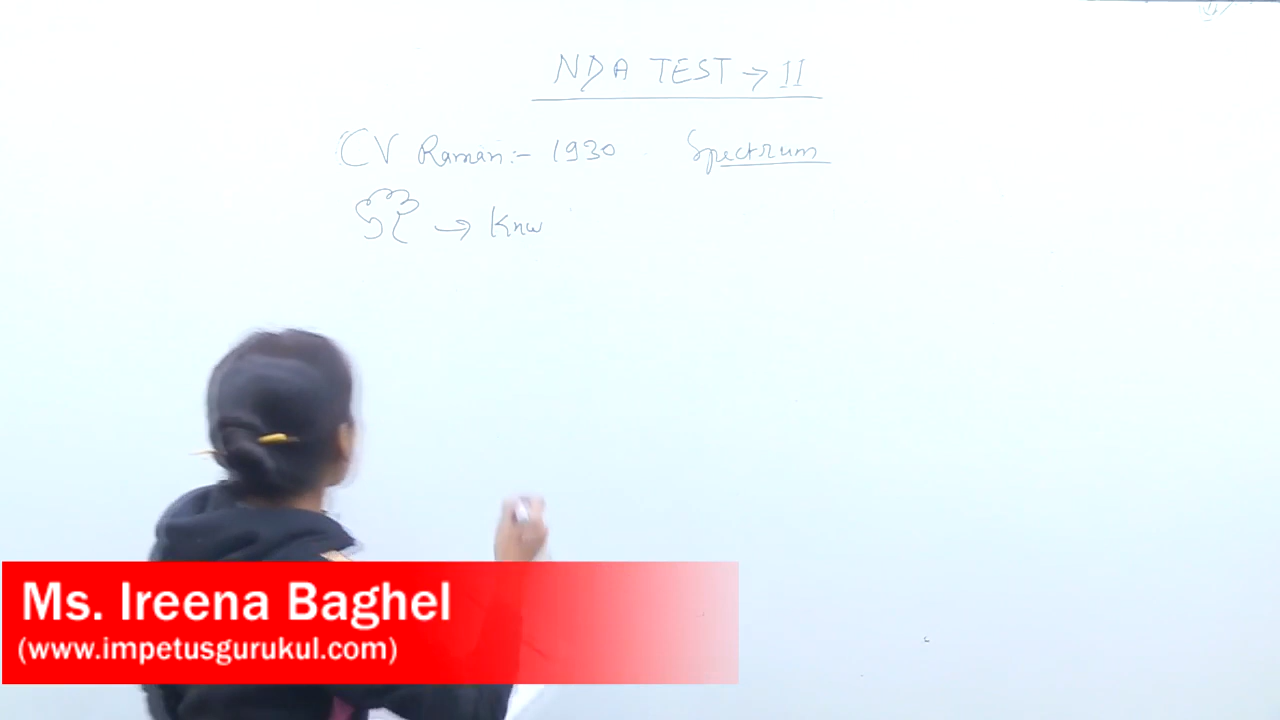 NDA TEST → II
CV Raman:- 1930 Spectrum
→ Knw
Ms. Ireena Baghel
(www.impetusgurukul.com)